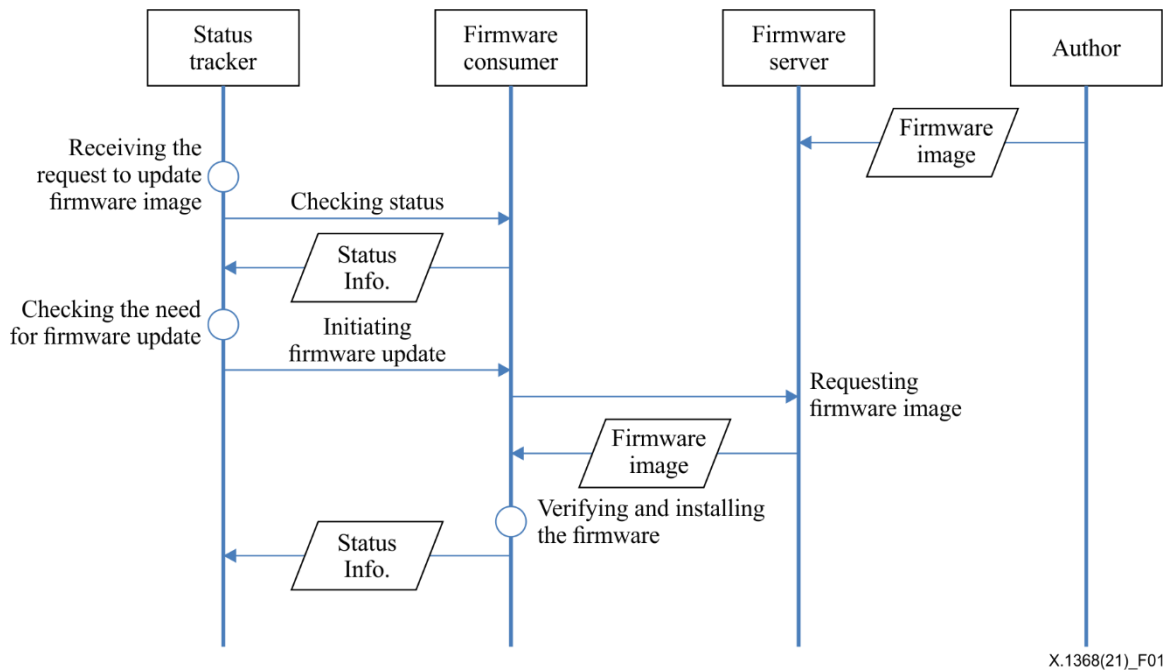 Status
tracker
Firmware
consumer
Firmware
server
Author
Firmware
image
Receiving the
request to update
firmware image
Checking status
Status
Info.
Checking the need
for firmware update
Initiating
firmware update
Requesting
firmware image
Firmware
image
Verifying and installing
the firmware
Status
Info.
X.1368(21)_F01